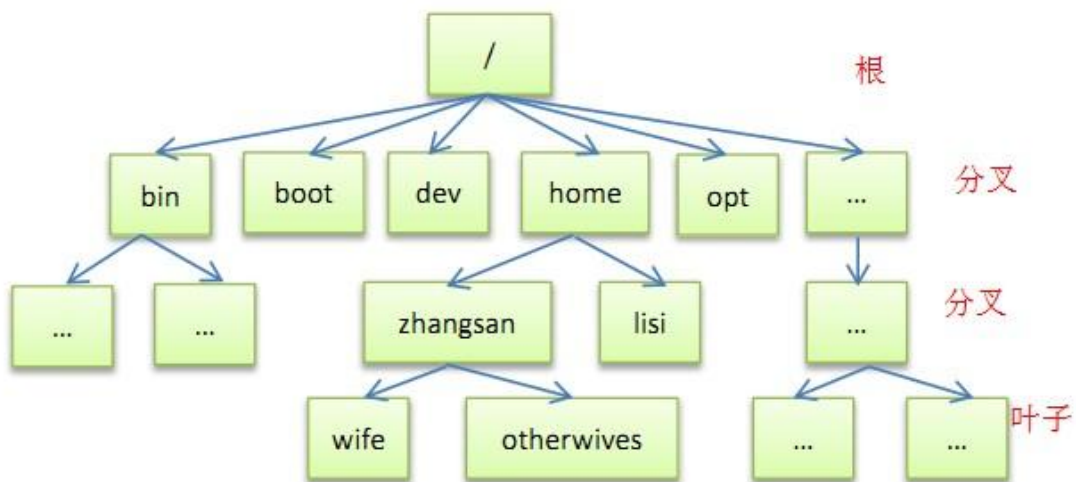 / 根
bin boot dev home opt ... 分叉
... ... zhangsan lisi ... 分叉
wife otherwives ... ... 叶子